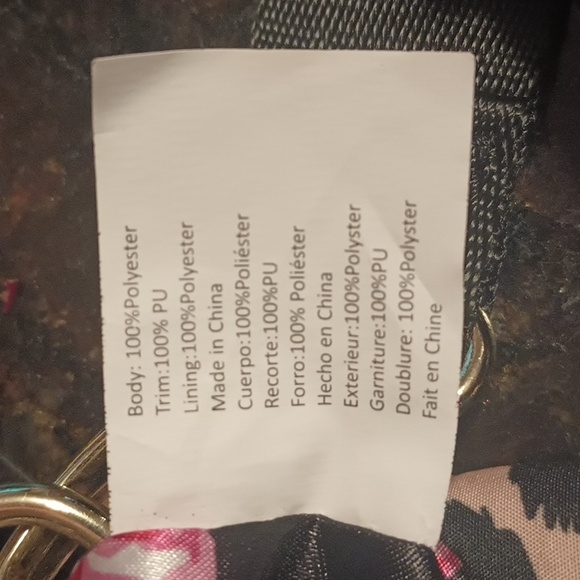 Body: 100%Polyester
Trim:100% PU
Lining:100%Polyester
Made in China
Cuerpo:100%Poliéster
Recorte:100%PU
Forro:100% Poliéster
Hecho en China
Exterieur:100%Polyster
Garniture:100%PU
Doublure: 100%Polyster
Fait en Chine